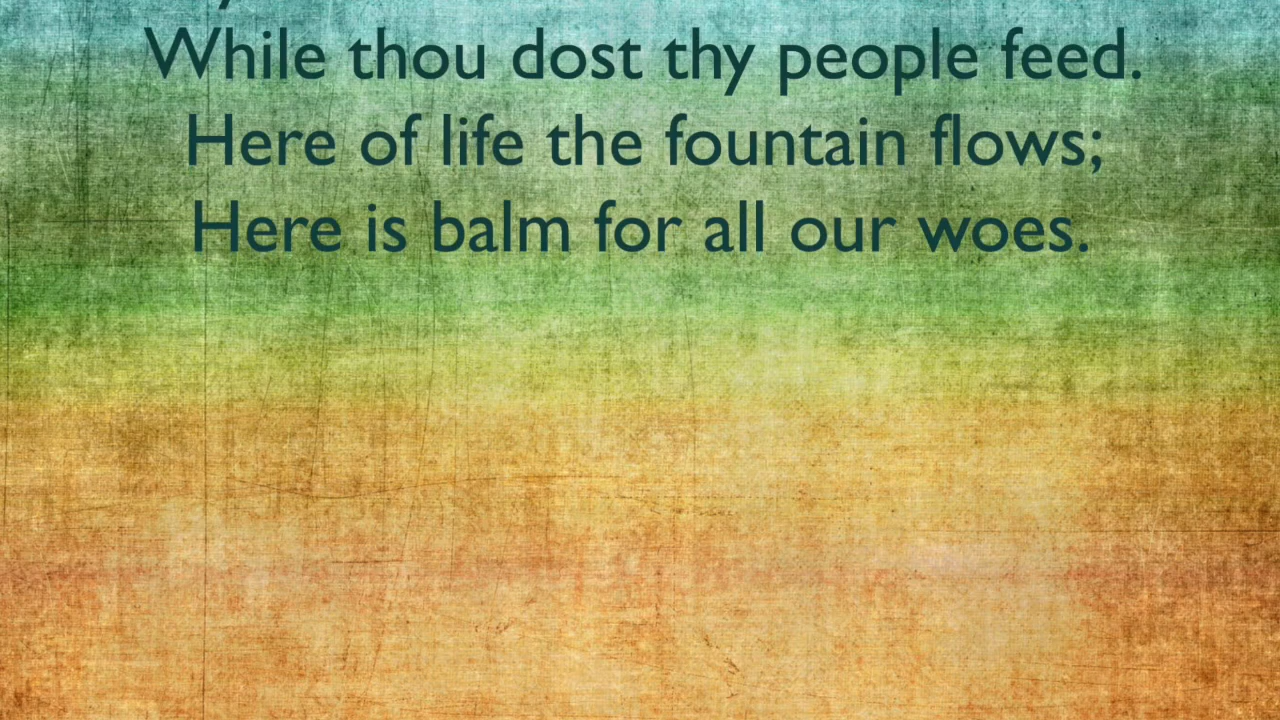 While thou dost thy people feed.
Here of life the fountain flows;
Here is balm for all our woes.